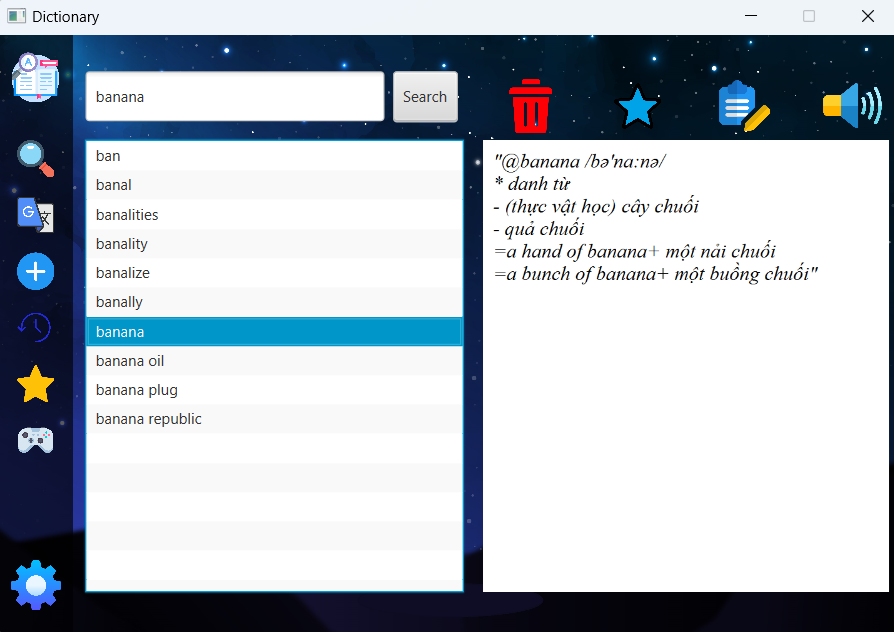 Dictionary
banana
Search
ban
banal
banalities
banality
banalize
banally
banana
banana oil
banana plug
banana republic
"@banana /bə'na:nə/
* danh từ
- (thực vật học) cây chuối
- quả chuối
=a hand of banana+ một nải chuối
=a bunch of banana+ một buồng chuối"
A
G
文